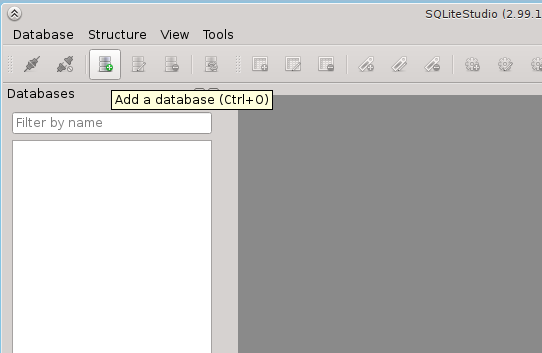 SQLiteStudio (2.99.1
Database Structure View Tools
Databases
Add a database (Ctrl+O)
Filter by name